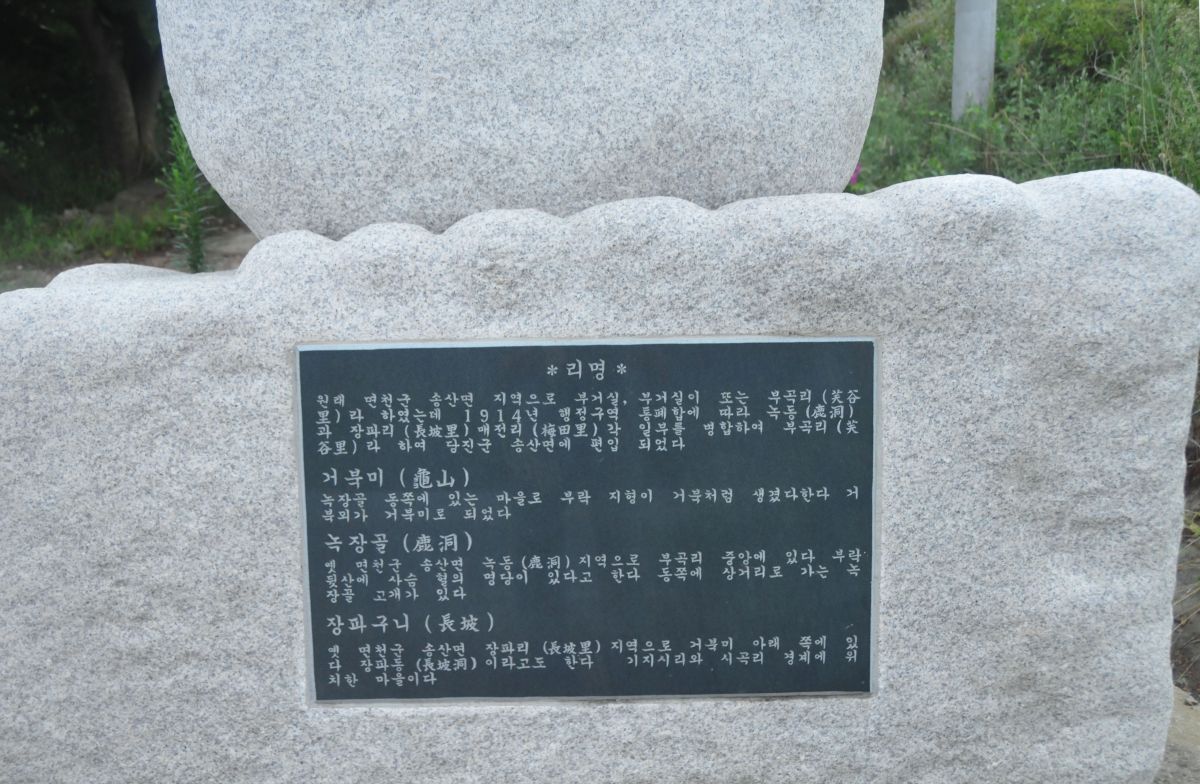 *리명*
원래 면천군 송산면 지역으로 부거실, 부거실이 또는 부곡리(芙谷
里)라 하였는데 1914년 행정구역 통폐합에 따라 녹동(鹿洞)
과 장파리(長坡里)매전리(梅田里)각 일부를 병합하여 부곡리(芙
谷里)라 하여 당진군 송산면에 편입 되었다
거북미(龜山)
녹장골 동쪽에 있는 마을로 부락 지형이 거북처럼 생겼다한다 거
북뫼가 거북미로 되었다
녹장골(鹿洞)
옛 면천군 송산면 녹동(鹿洞)지역으로 부곡리 중앙에 있다 부락
뒷산에 사슴 혈의 명당이 있다고 한다 동쪽에 상거리로 가는 녹
장골 고개가 있다
장파구니(長坡)
옛 면천군 송산면 장파리(長坡里)지역으로 거북미 아래 쪽에 있
다 장파동(長坡洞)이라고도 한다 기지시리와 시곡리 경계에 위
치한 마을이다